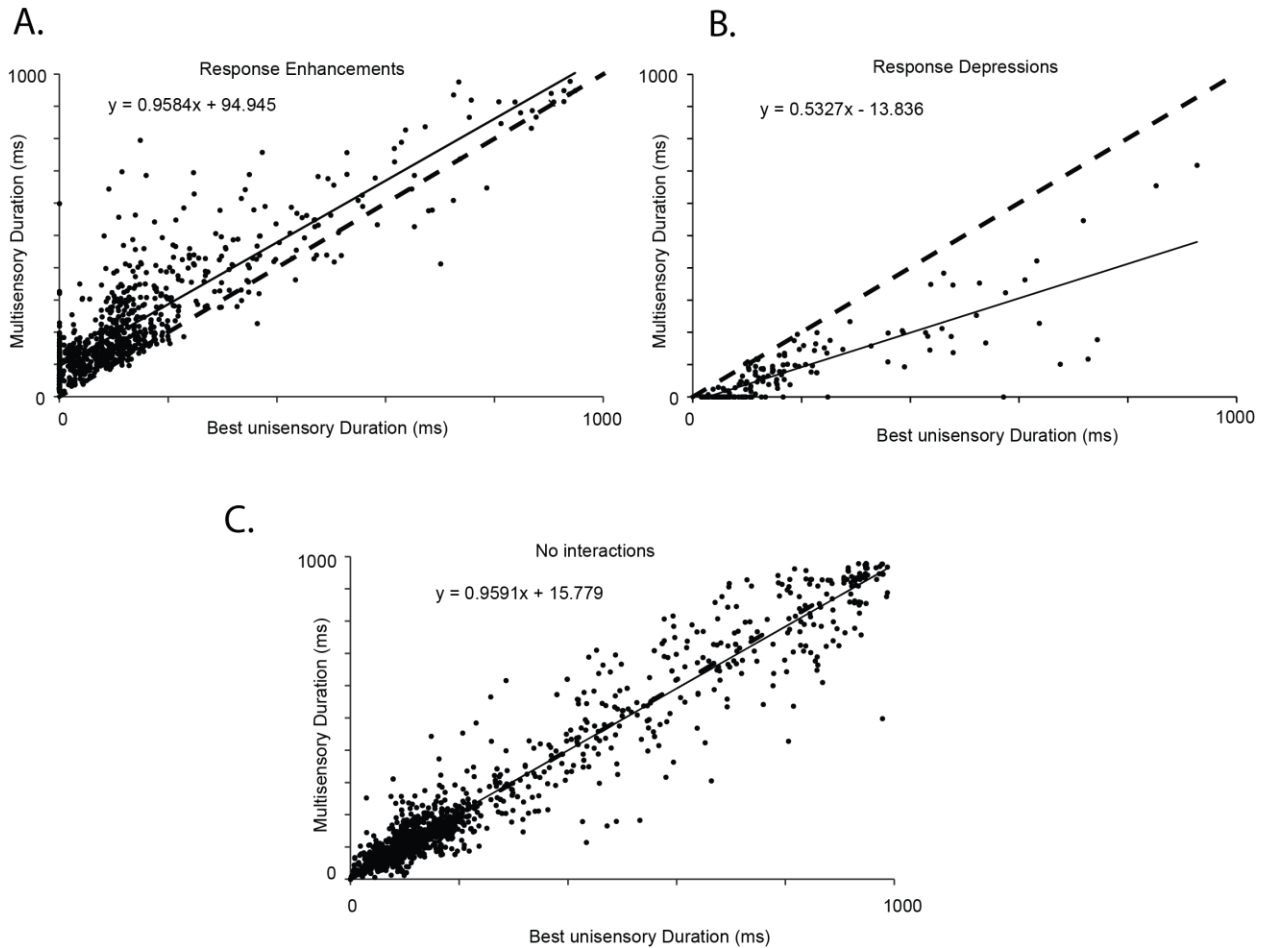 A.
Response Enhancements
1000
y = 0.9584x + 94.945
Multisensory Duration (ms)
0
0
1000
Best unisensory Duration (ms)
B.
Response Depressions
1000
y = 0.5327x - 13.836
Multisensory Duration (ms)
0
0
1000
Best unisensory Duration (ms)
C.
No interactions
1000
y = 0.9591x + 15.779
Multisensory Duration (ms)
0
0
1000
Best unisensory Duration (ms)